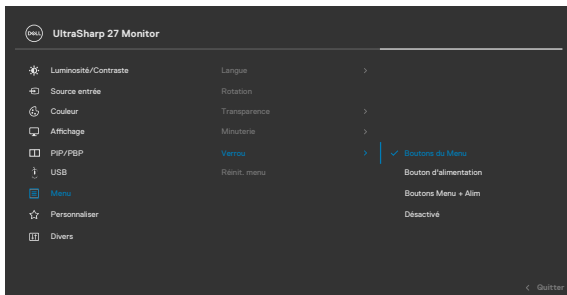 DELL UltraSharp 27 Monitor
Luminosité/Contraste Langue
Source entrée Rotation
Couleur Transparence
Affichage Minuterie
PIP/PBP Verrou Boutons du Menu
USB Réinit. menu Bouton d'alimentation
Menu Boutons Menu + Alim
Personnaliser Désactivé
Divers
Quitter